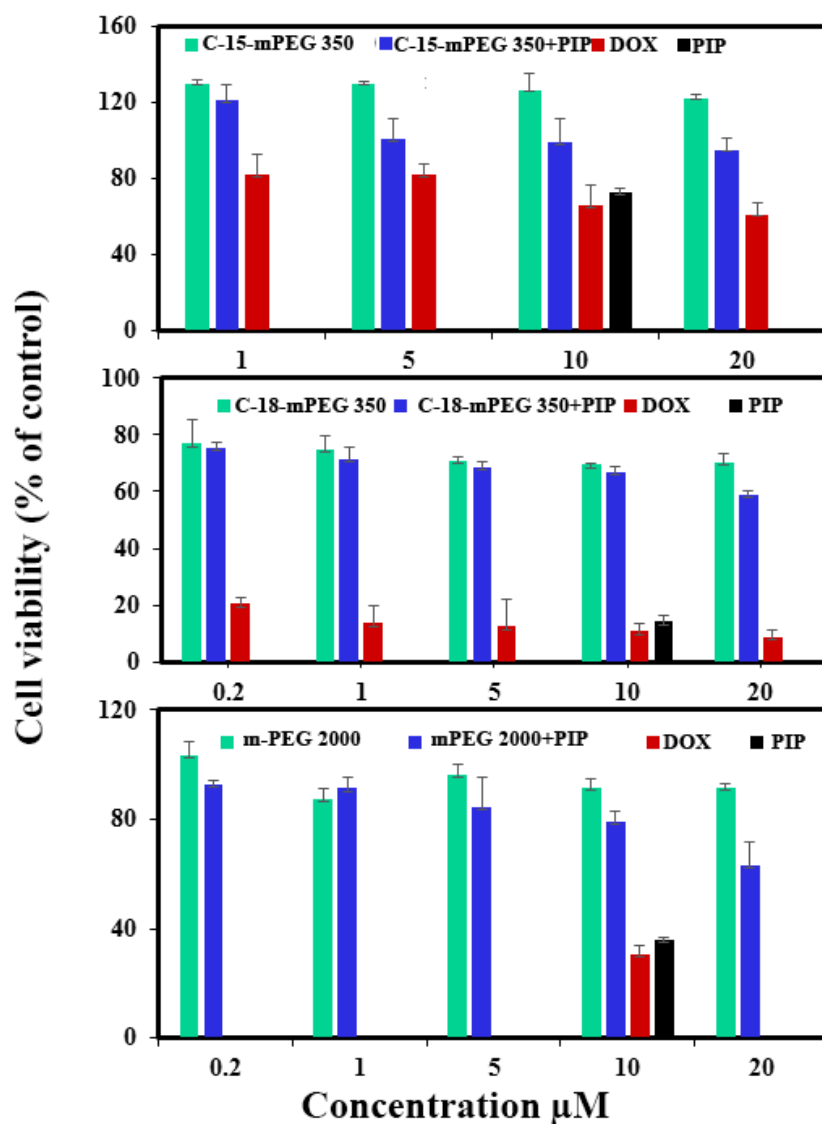 Cell viability (% of control)
160
C-15-mPEG 350 C-15-mPEG 350+PIP DOX PIP
120
80
40
0
1 5 10 20
100
C-18-mPEG 350 C-18-mPEG 350+PIP DOX PIP
80
60
40
20
0
0.2 1 5 10 20
120
m-PEG 2000 mPEG 2000+PIP DOX PIP
80
40
0
0.2 1 5 10 20
Concentration µM